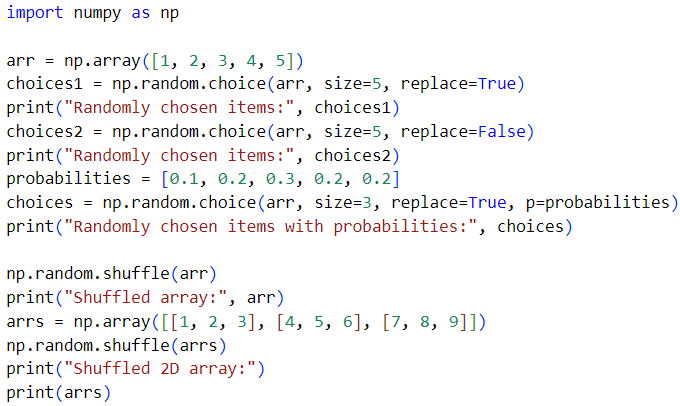 import numpy as np

arr = np.array([1, 2, 3, 4, 5])
choices1 = np.random.choice(arr, size=5, replace=True)
print("Randomly chosen items:", choices1)
choices2 = np.random.choice(arr, size=5, replace=False)
print("Randomly chosen items:", choices2)
probabilities = [0.1, 0.2, 0.3, 0.2, 0.2]
choices = np.random.choice(arr, size=3, replace=True, p=probabilities)
print("Randomly chosen items with probabilities:", choices)

np.random.shuffle(arr)
print("Shuffled array:", arr)
arrs = np.array([[1, 2, 3], [4, 5, 6], [7, 8, 9]])
np.random.shuffle(arrs)
print("Shuffled 2D array:")
print(arrs)